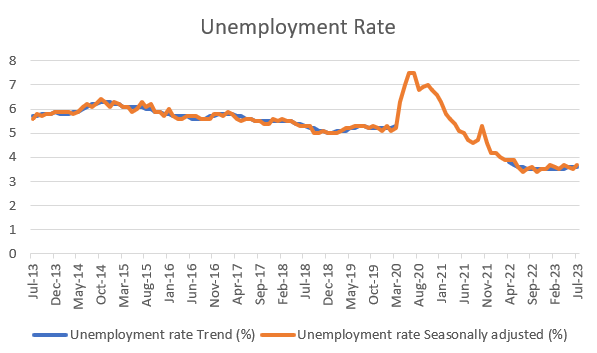 Unemployment Rate
8
7
6
5
4
3
2
1
0
Jul-13
Dec-13
May-14
Oct-14
Mar-15
Aug-15
Jan-16
Jun-16
Nov-16
Apr-17
Sep-17
Feb-18
Jul-18
Dec-18
May-19
Oct-19
Mar-20
Aug-20
Jan-21
Jun-21
Nov-21
Apr-22
Sep-22
Feb-23
Jul-23
Unemployment rate Trend (%)
Unemployment rate Seasonally adjusted (%)